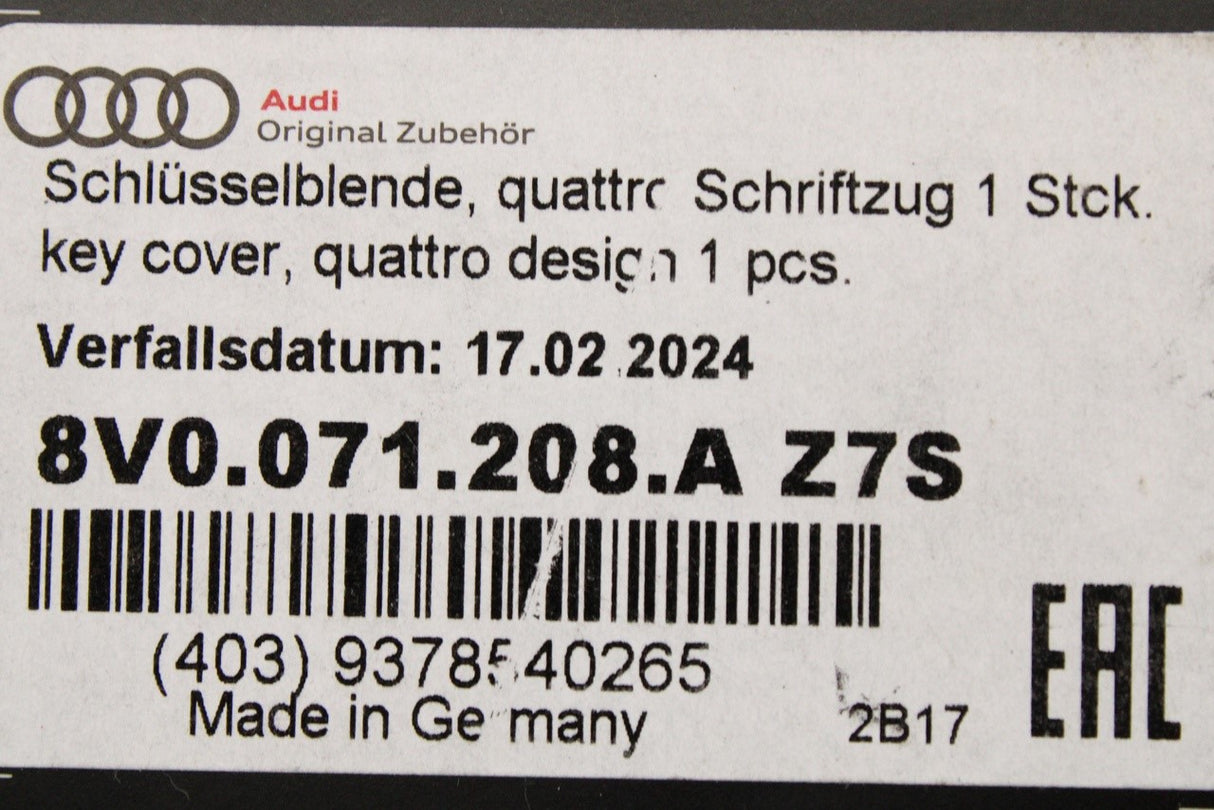 Audi
Original Zubehör
Schlüsselblende, quattro Schriftzug 1 Stck.
key cover, quattro design 1 pcs.
Verfallsdatum: 17.02.2024
8V0.071.208.A Z7S
(403) 9378540265
Made in Germany
2B17
EAC